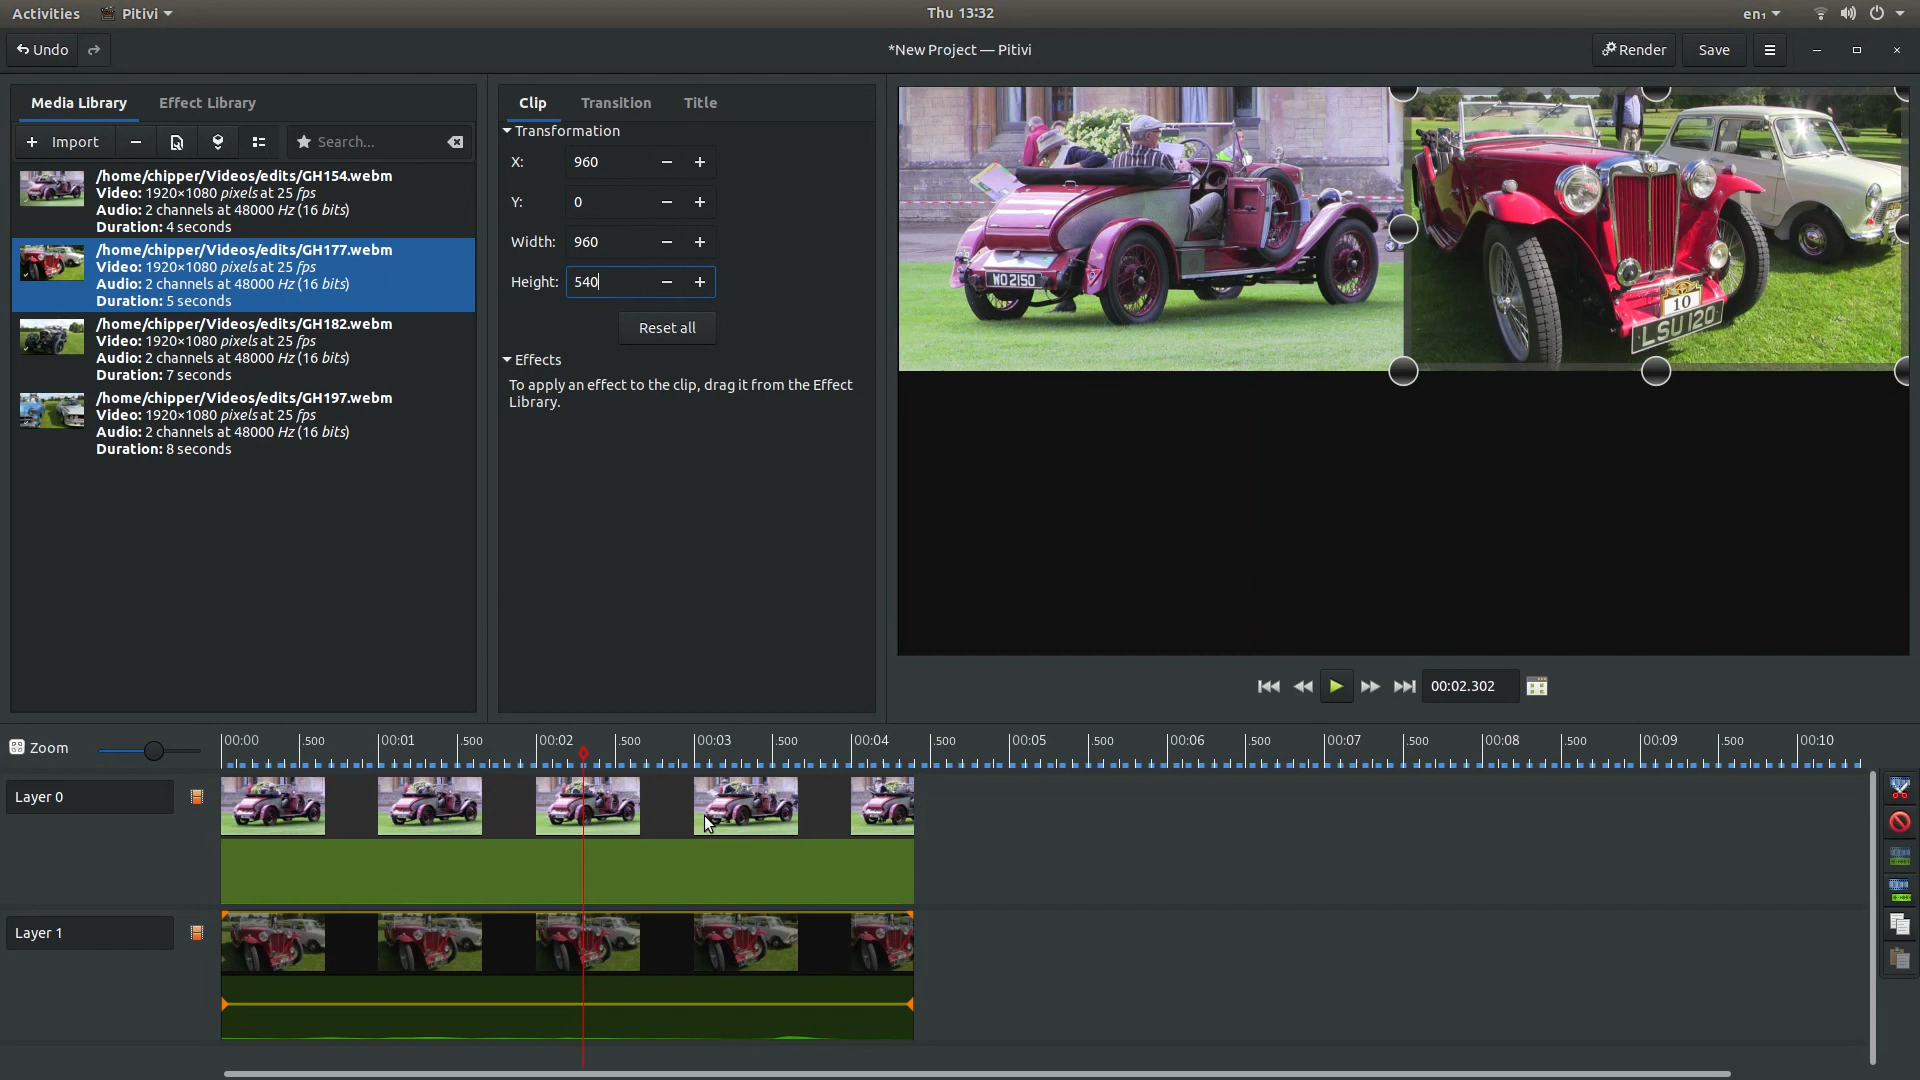 Activities
Pitivi
Thu 13:32
en₁
Undo
*New Project — Pitivi
Render
Save
Media Library
Effect Library
Import
Search...
/home/chipper/Videos/edits/GH154.webm
Video: 1920×1080 pixels at 25 fps
Audio: 2 channels at 48000 Hz (16 bits)
Duration: 4 seconds
/home/chipper/Videos/edits/GH177.webm
Video: 1920×1080 pixels at 25 fps
Audio: 2 channels at 48000 Hz (16 bits)
Duration: 5 seconds
/home/chipper/Videos/edits/GH182.webm
Video: 1920×1080 pixels at 25 fps
Audio: 2 channels at 48000 Hz (16 bits)
Duration: 7 seconds
/home/chipper/Videos/edits/GH197.webm
Video: 1920×1080 pixels at 25 fps
Audio: 2 channels at 48000 Hz (16 bits)
Duration: 8 seconds
Clip
Transition
Title
Transformation
X: 960
Y: 0
Width: 960
Height: 540
Reset all
Effects
To apply an effect to the clip, drag it from the Effect
Library.
WO 2150
10
LSU 120
00:02.302
Zoom
00:00 .500 00:01 .500 00:02 .500 00:03 .500 00:04 .500 00:05 .500 00:06 .500 00:07 .500 00:08 .500 00:09 .500 00:10
Layer 0
Layer 1